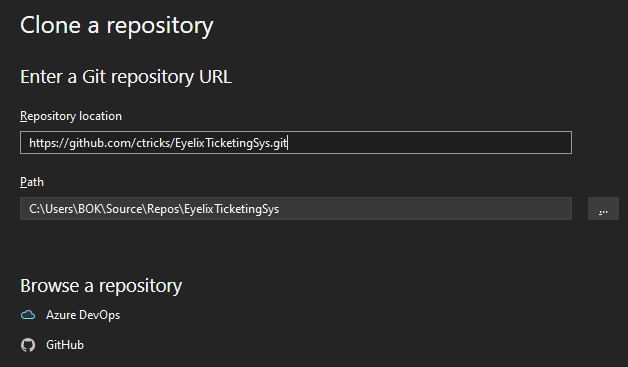 Clone a repository
Enter a Git repository URL
Repository location
https://github.com/ctricks/EyelixTicketingSys.git
Path
C:\Users\BOK\Source\Repos\EyelixTicketingSys
...
Browse a repository
Azure DevOps
GitHub